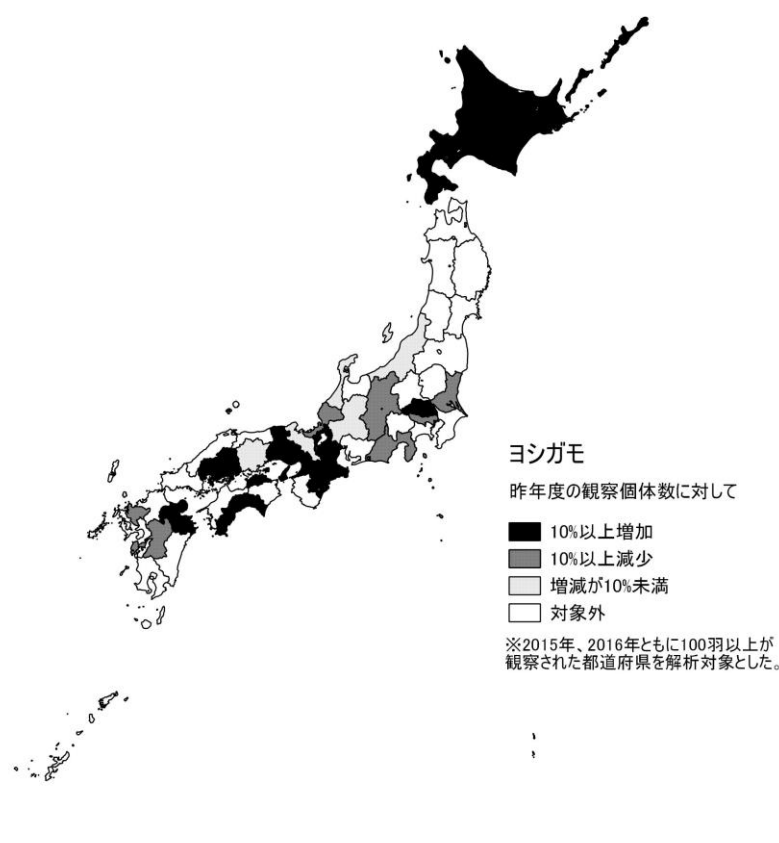 ヨシガモ
昨年度の観察個体数に対して
10%以上増加
10%以上減少
増減が10%未満
対象外
※2015年、2016年ともに100羽以上が
観察された都道府県を解析対象とした。